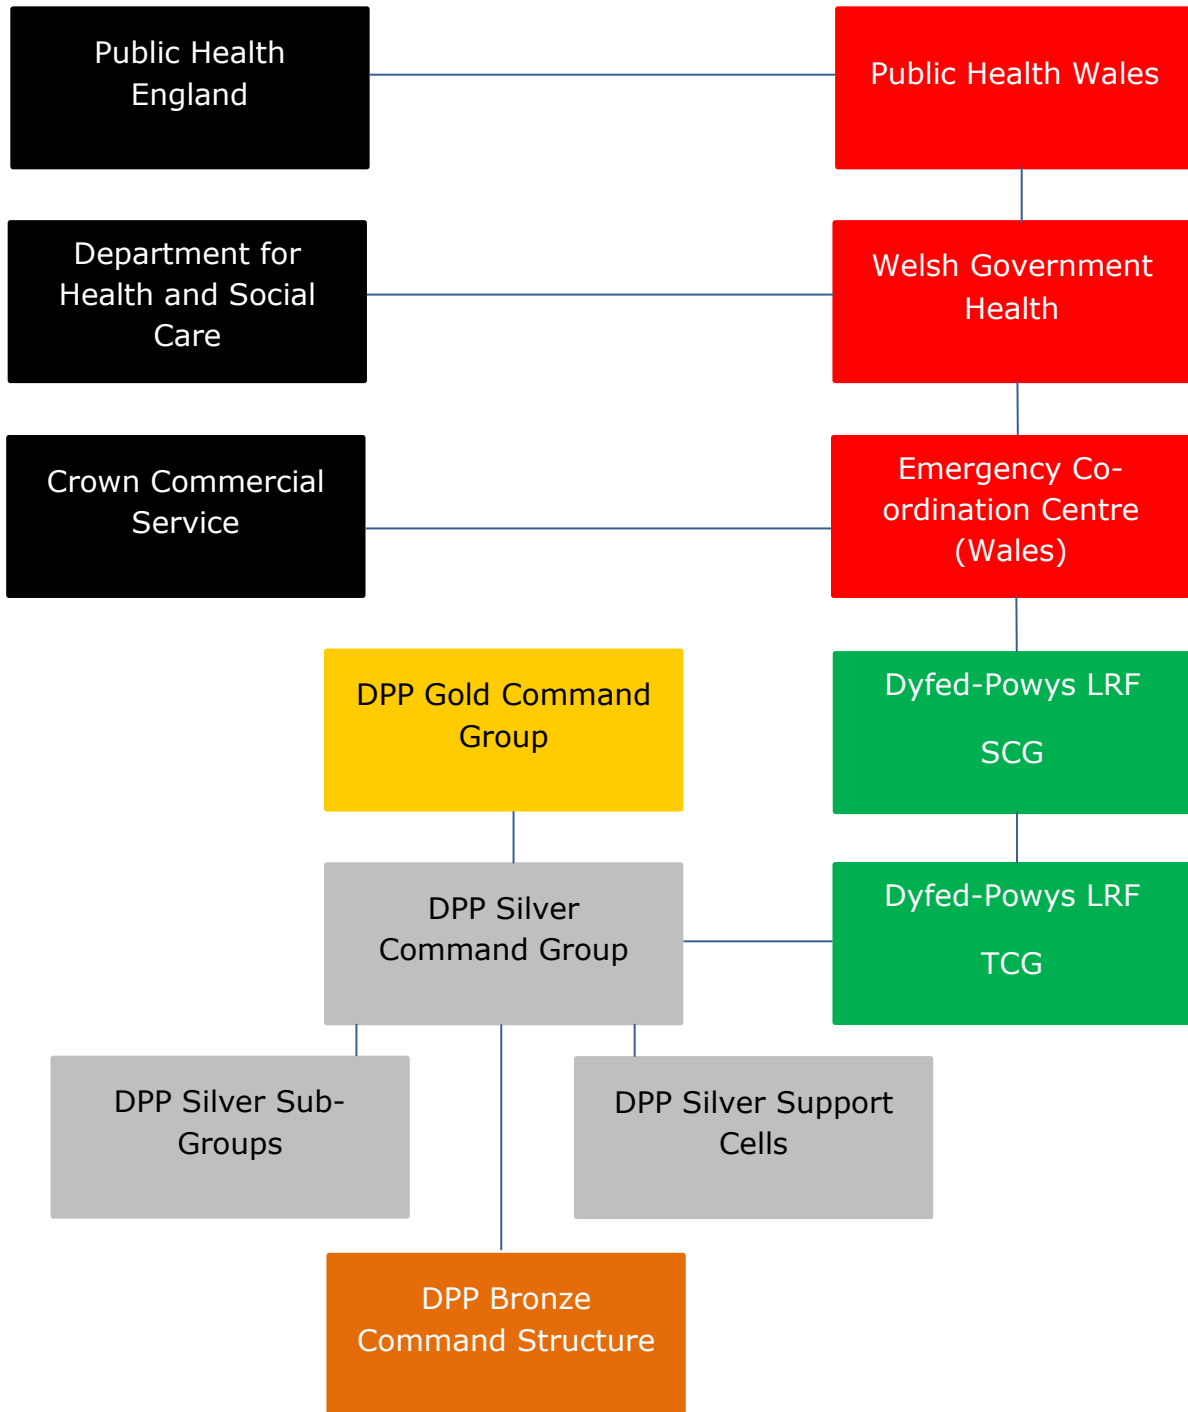 Public Health
England
Public Health Wales
Department for
Health and Social
Care
Welsh Government
Health
Crown Commercial
Service
Emergency Co-
ordination Centre
(Wales)
DPP Gold Command
Group
Dyfed-Powys LRF
SCG
DPP Silver
Command Group
Dyfed-Powys LRF
TCG
DPP Silver Sub-
Groups
DPP Silver Support
Cells
DPP Bronze
Command Structure